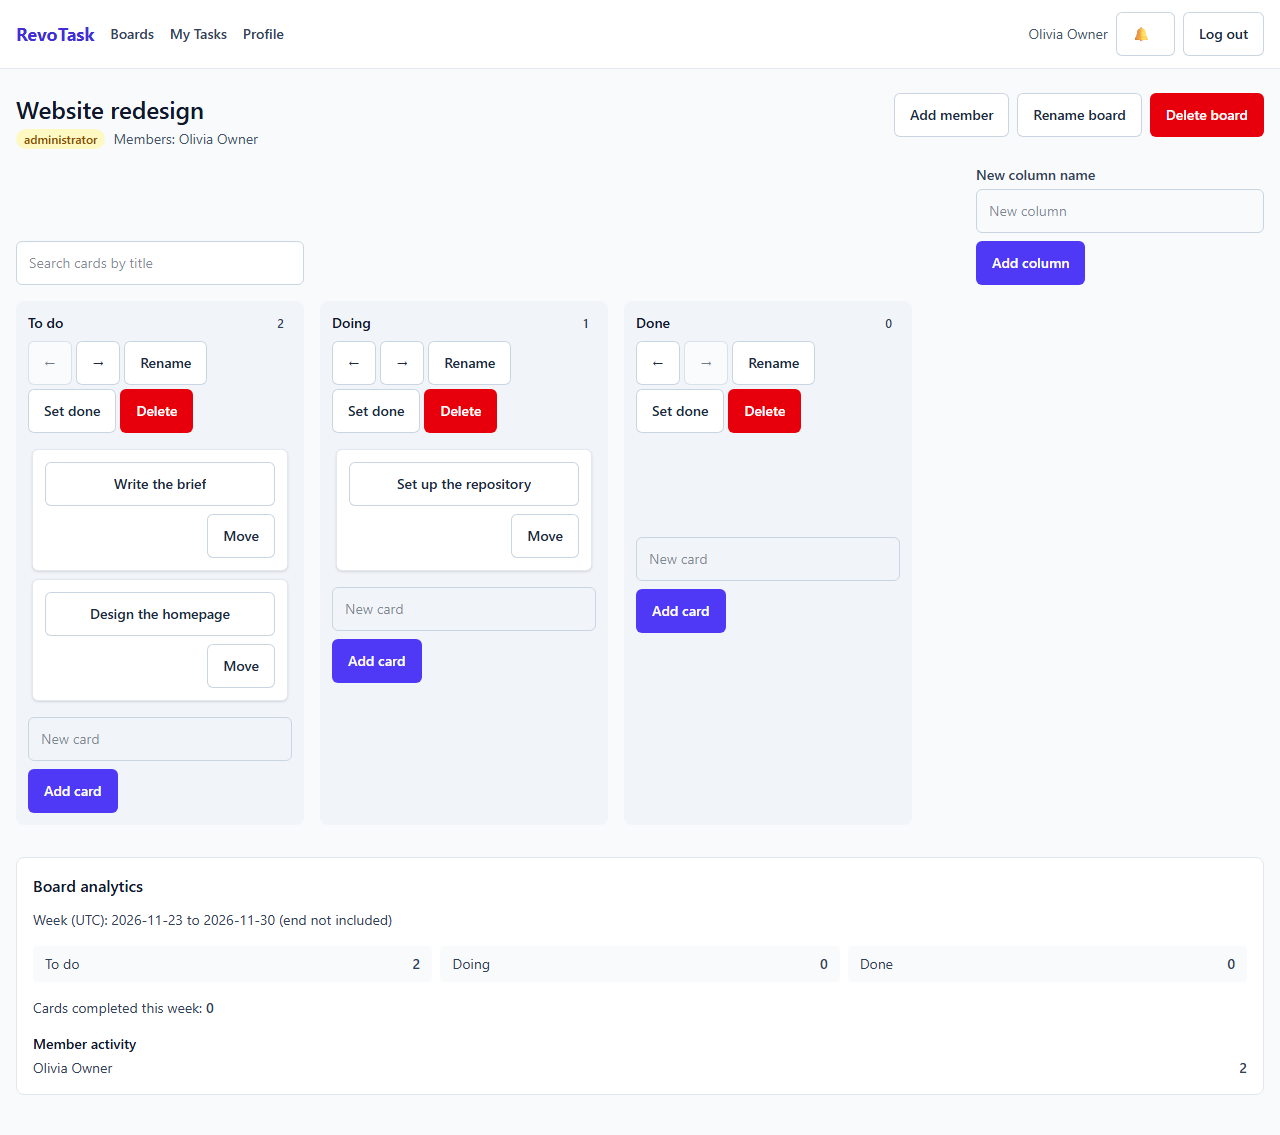 RevoTask Boards My Tasks Profile Olivia Owner Log out
Website redesign
administrator Members: Olivia Owner
Add member Rename board Delete board
New column name
New column
Search cards by title
Add column
To do 2
← → Rename
Set done Delete
Write the brief
Move
Design the homepage
Move
New card
Add card
Doing 1
← → Rename
Set done Delete
Set up the repository
Move
New card
Add card
Done 0
← → Rename
Set done Delete
New card
Add card
Board analytics
Week (UTC): 2026-11-23 to 2026-11-30 (end not included)
To do 2 Doing 0 Done 0
Cards completed this week: 0
Member activity
Olivia Owner 2